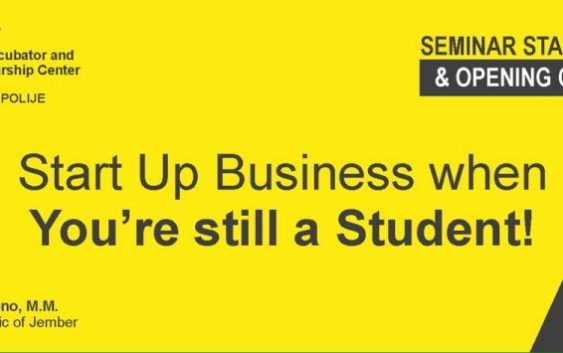 cubator and
rship Center
POLIJE
SEMINAR STA
& OPENING
Start Up Business when
You’re still a Student!
no, M.M.
ic of Jember